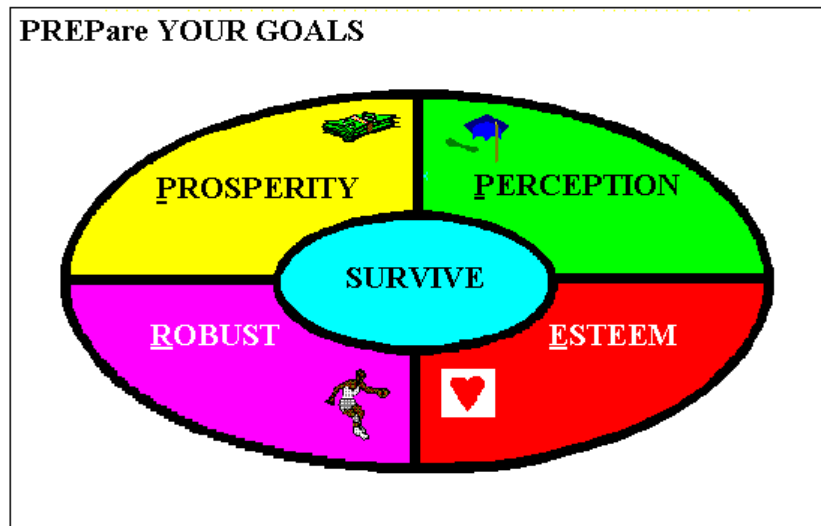 PREPare YOUR GOALS
PROSPERITY
PERCEPTION
SURVIVE
ROBUST
ESTEEM